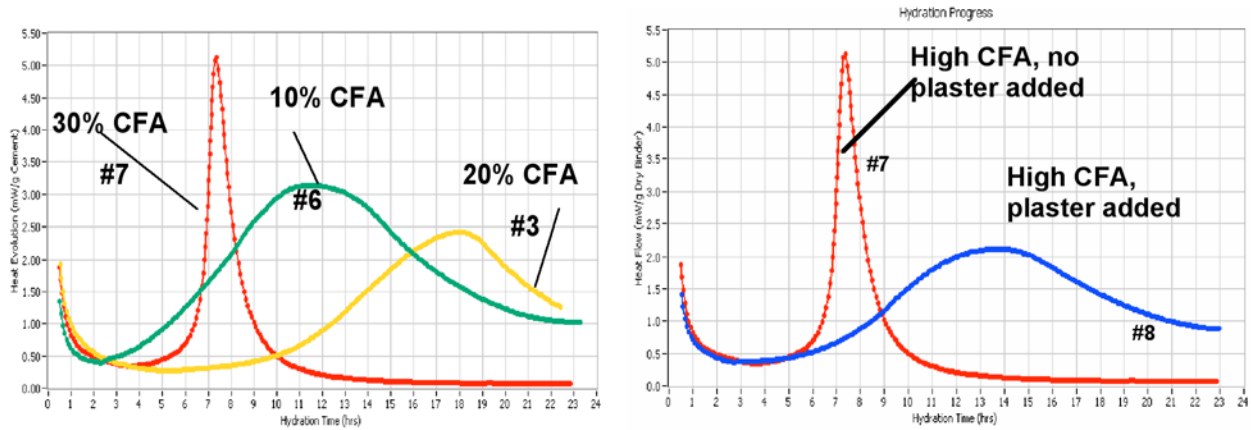 5.50
5.00
4.50
4.00
3.50
3.00
2.50
2.00
1.50
1.00
0.50
0.00
Heat Evolution (mW/g Cement)
30% CFA
#7
10% CFA
#6
20% CFA
#3
0 1 2 3 4 5 6 7 8 9 10 11 12 13 14 15 16 17 18 19 20 21 22 23 24
Hydration Time (hrs)
Hydration Progress
5.5
5.0
4.5
4.0
3.5
3.0
2.5
2.0
1.5
1.0
0.5
0.0
Heat Flow (mW/g Dry Binder)
High CFA, no
plaster added
#7
High CFA,
plaster added
#8
0 1 2 3 4 5 6 7 8 9 10 11 12 13 14 15 16 17 18 19 20 21 22 23 24
Hydration Time (hrs)